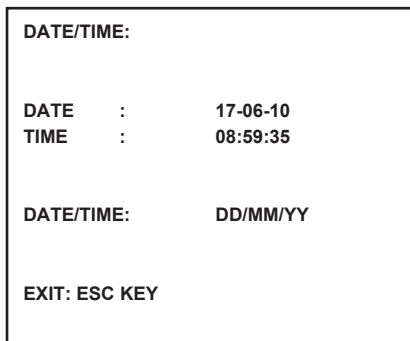 DATE/TIME:
DATE : 17-06-10
TIME : 08:59:35
DATE/TIME: DD/MM/YY
EXIT: ESC KEY